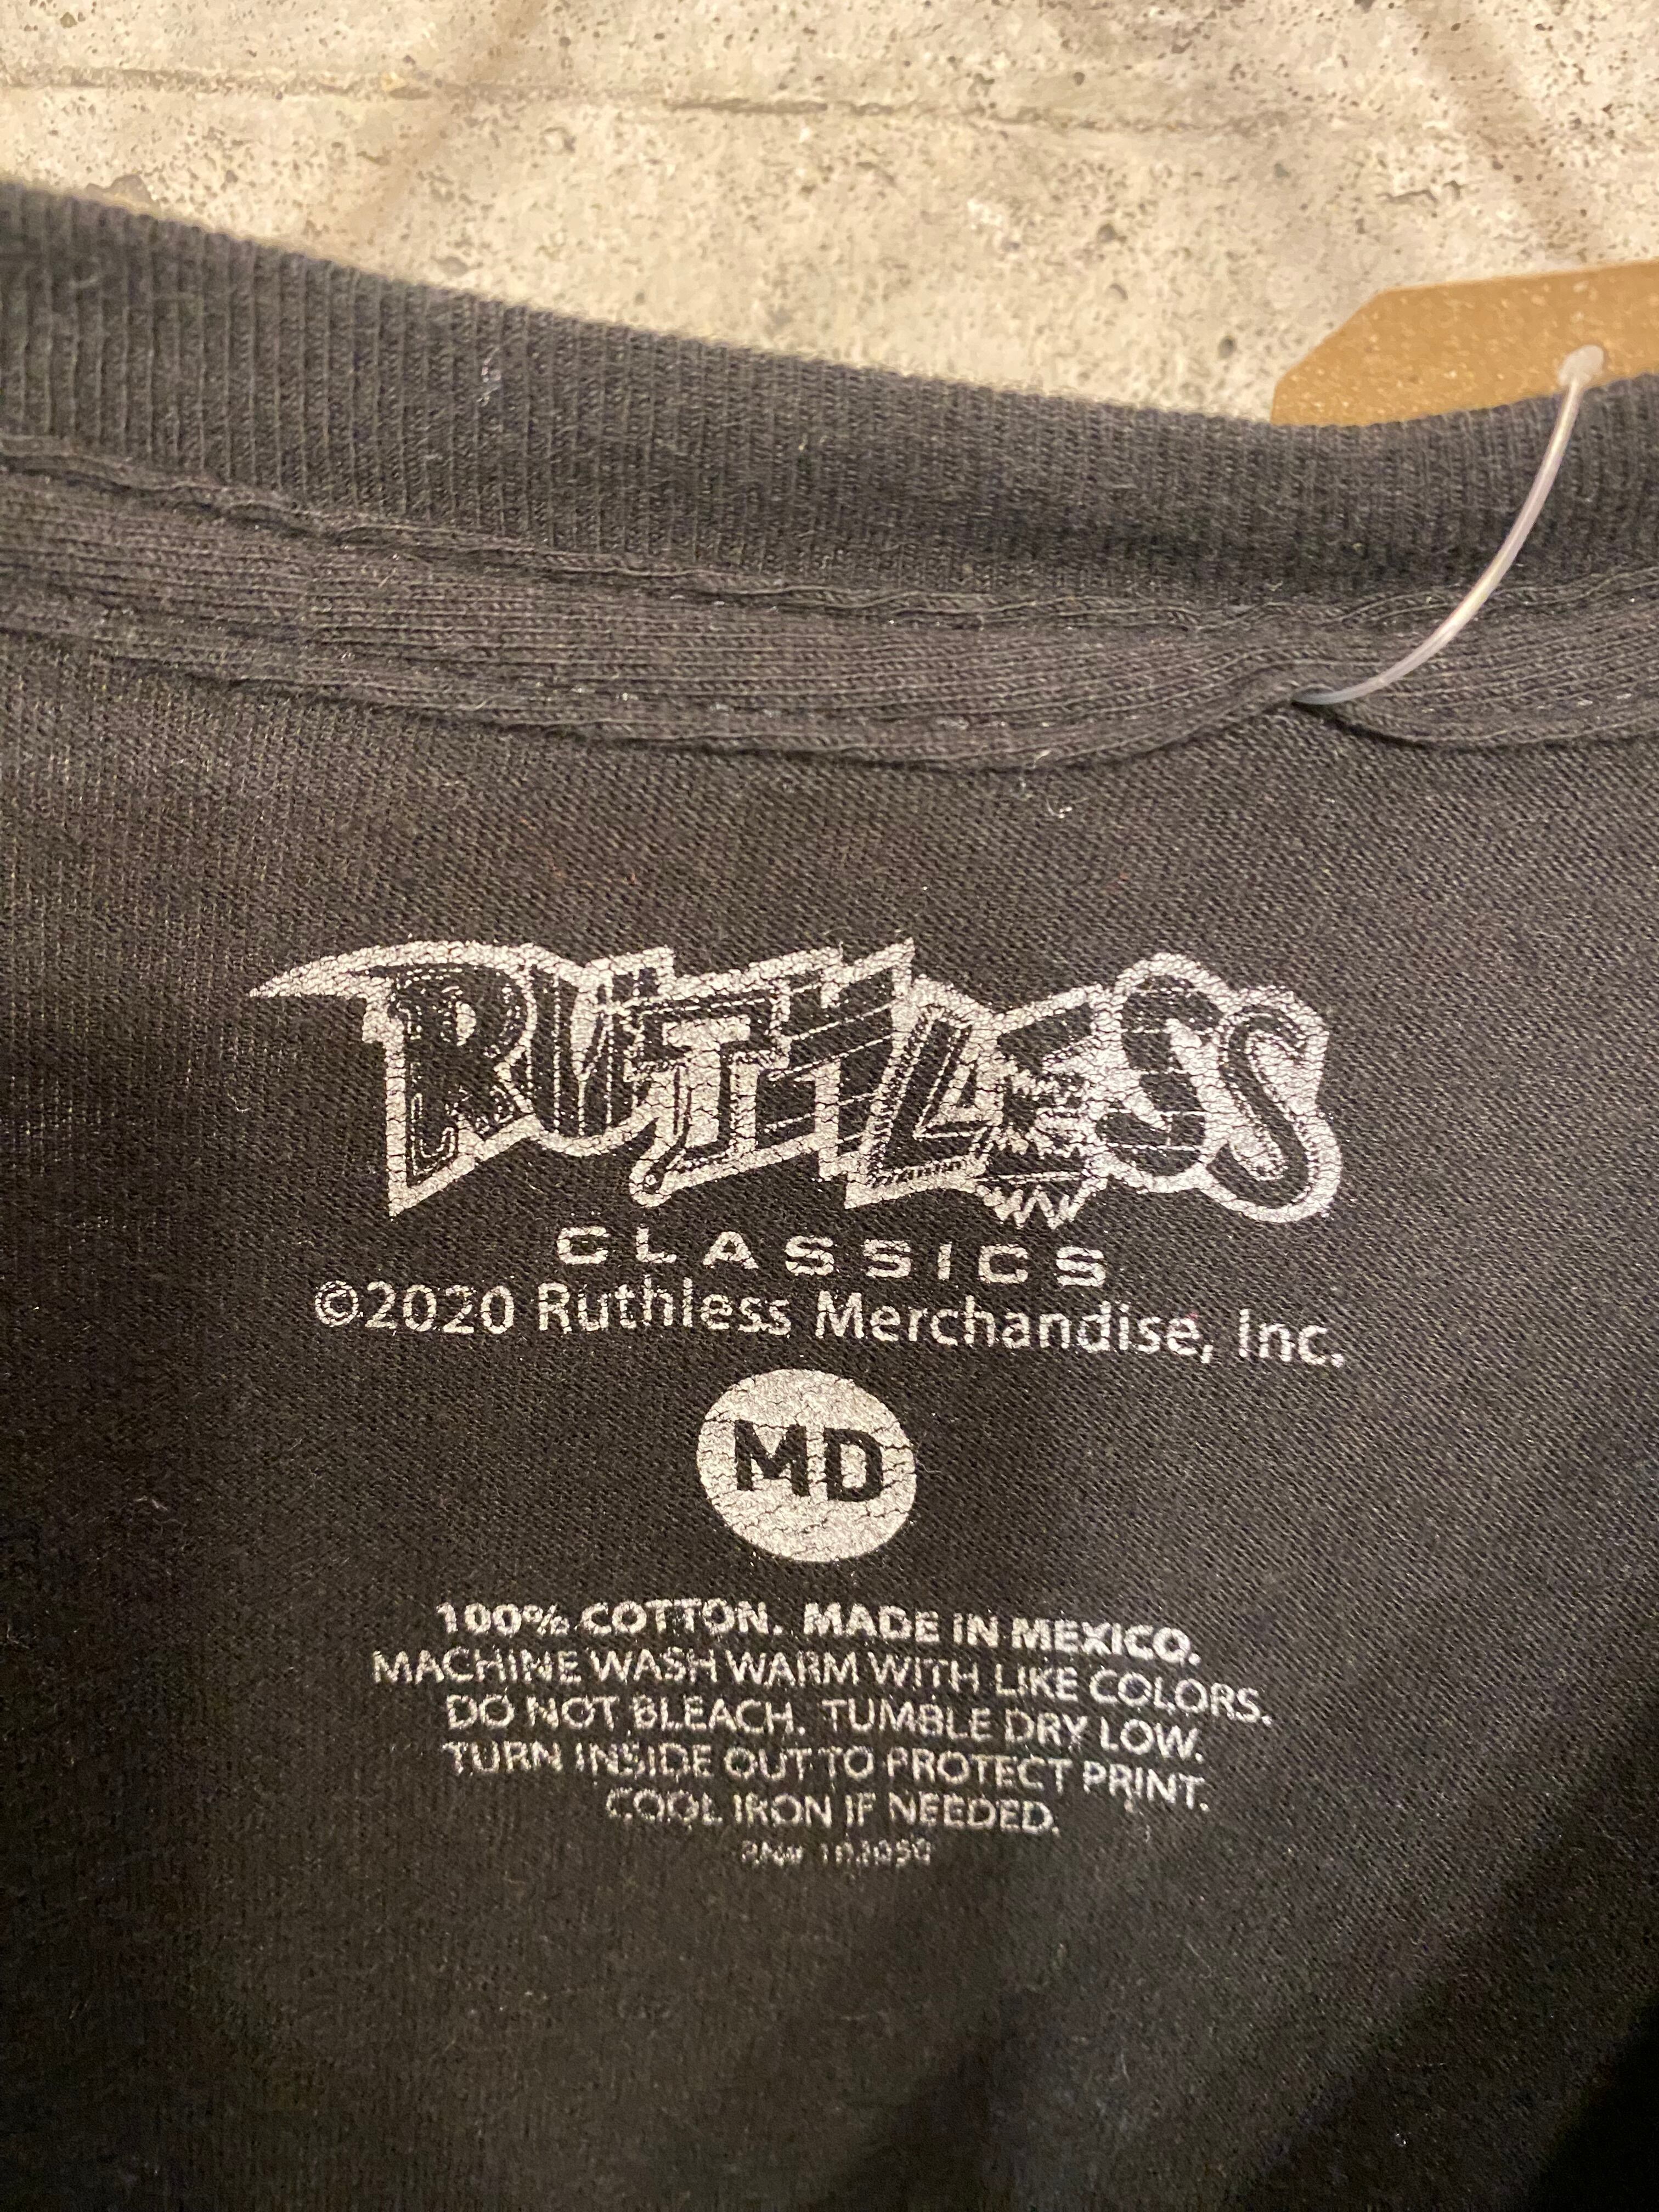 RUTHLESS
CLASSICS
©2020 Ruthless Merchandise, Inc.
MD
100% COTTON. MADE IN MEXICO.
MACHINE WASH WARM WITH LIKE COLORS.
DO NOT BLEACH. TUMBLE DRY LOW.
TURN INSIDE OUT TO PROTECT PRINT.
COOL IRON IF NEEDED.